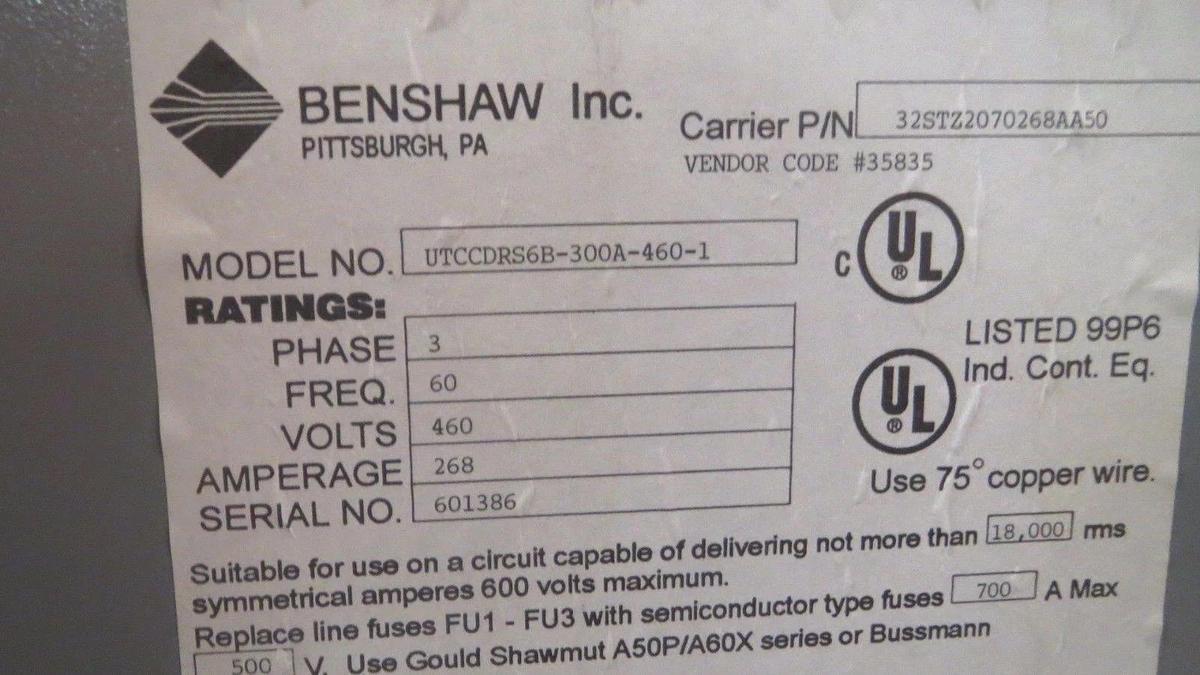 BENSHAW Inc.
PITTSBURGH, PA
Carrier P/N 32STZ2070268AA50
VENDOR CODE #35835
MODEL NO. UTCCDRS6B-300A-460-1
C UL ®
RATINGS:
PHASE 3
FREQ. 60
VOLTS 460
AMPERAGE 268
SERIAL NO. 601386
UL ®
LISTED 99P6
Ind. Cont. Eq.
Use 75° copper wire.
Suitable for use on a circuit capable of delivering not more than 18,000 rms
symmetrical amperes 600 volts maximum.
Replace line fuses FU1 - FU3 with semiconductor type fuses 700 A Max
500 V. Use Gould Shawmut A50P/A60X series or Bussmann